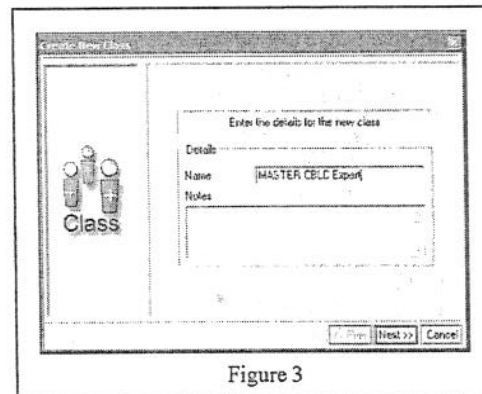 Create New Class
Enter the details for the new class
Details
Name MASTER CBLC Expert
Notes
Class
<< Prev Next >> Cancel
Figure 3